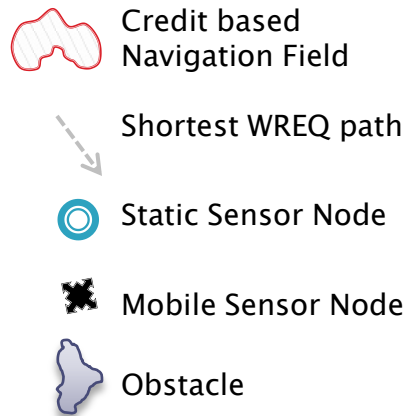 Credit based
Navigation Field
Shortest WREQ path
Static Sensor Node
Mobile Sensor Node
Obstacle